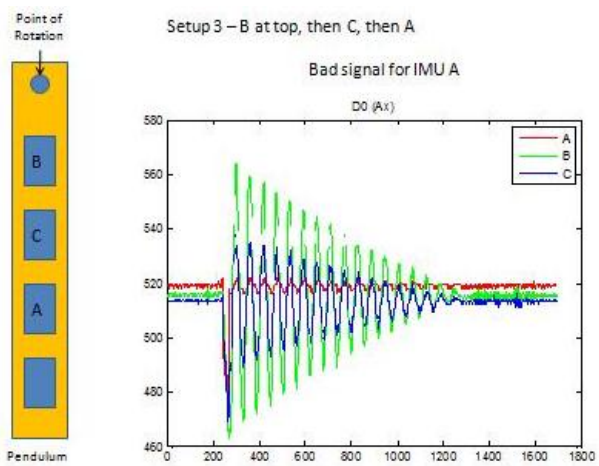 Point of
Rotation
Setup 3 – B at top, then C, then A
Bad signal for IMU A
D0 (Ax)
B
C
A
Pendulum
580
560
540
520
500
480
460
0
200
400
600
800
1000
1200
1400
1600
1800
A
B
C